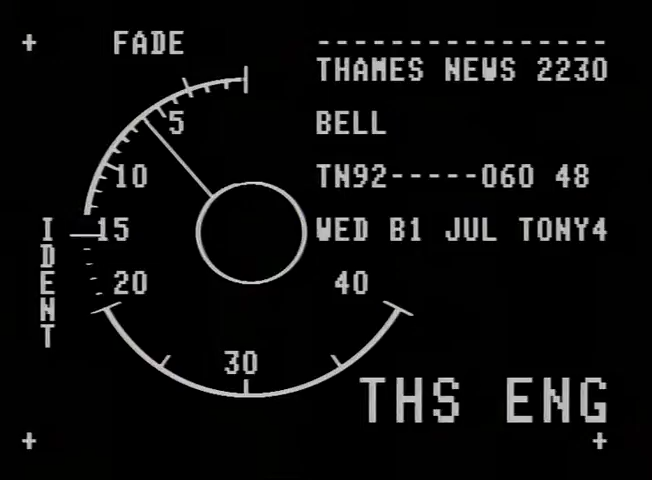 FADE
------------------
THAMES NEWS 2230
5
BELL
10
TN92-----060 48
15
WED B1 JUL TONY4
IDENT
20
40
30
THS ENG